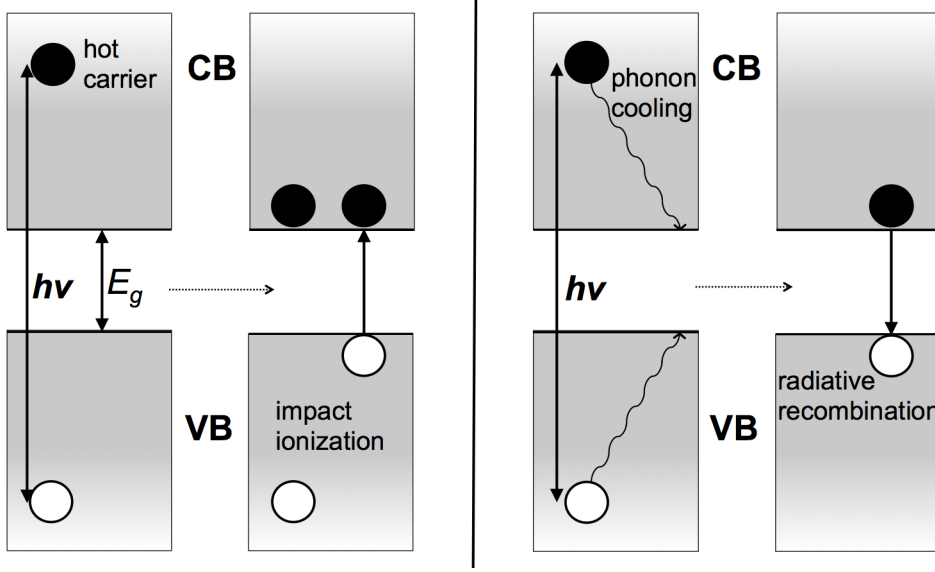 hot
carrier
CB
hν
E_g
impact
ionization
VB
phonon
cooling
CB
hν
radiative
recombination
VB